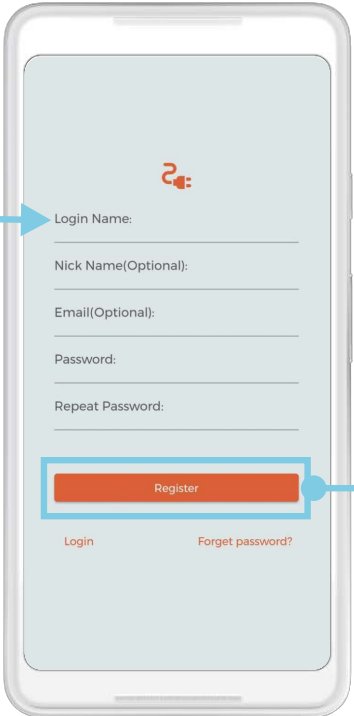 Login Name:
Nick Name(Optional):
Email(Optional):
Password:
Repeat Password:
Register
Login Forget password?